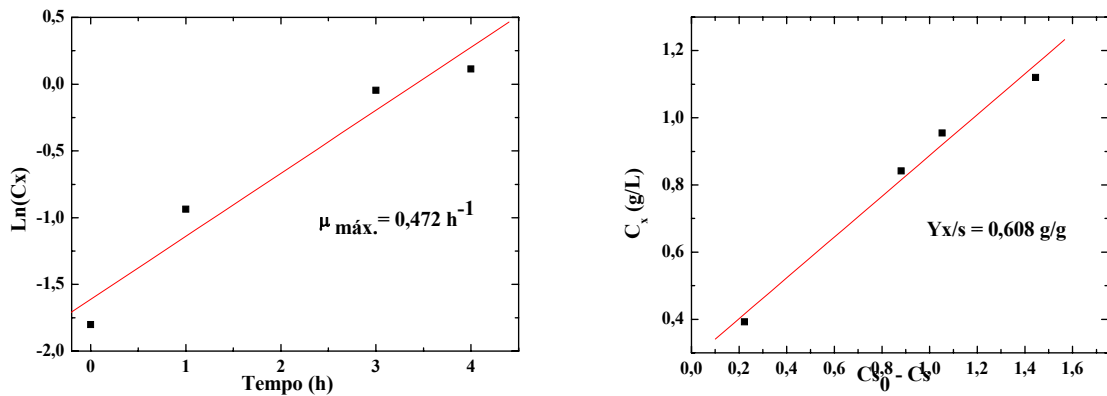 0,5
0,0
-0,5
-1,0
-1,5
-2,0
Ln(Cx)
μ máx. = 0,472 h-1
0 1 2 3 4
Tempo (h)
1,2
1,0
0,8
0,6
0,4
Cx (g/L)
Yx/s = 0,608 g/g
0,0 0,2 0,4 0,6 0,8 1,0 1,2 1,4 1,6
Cs0 - Cs